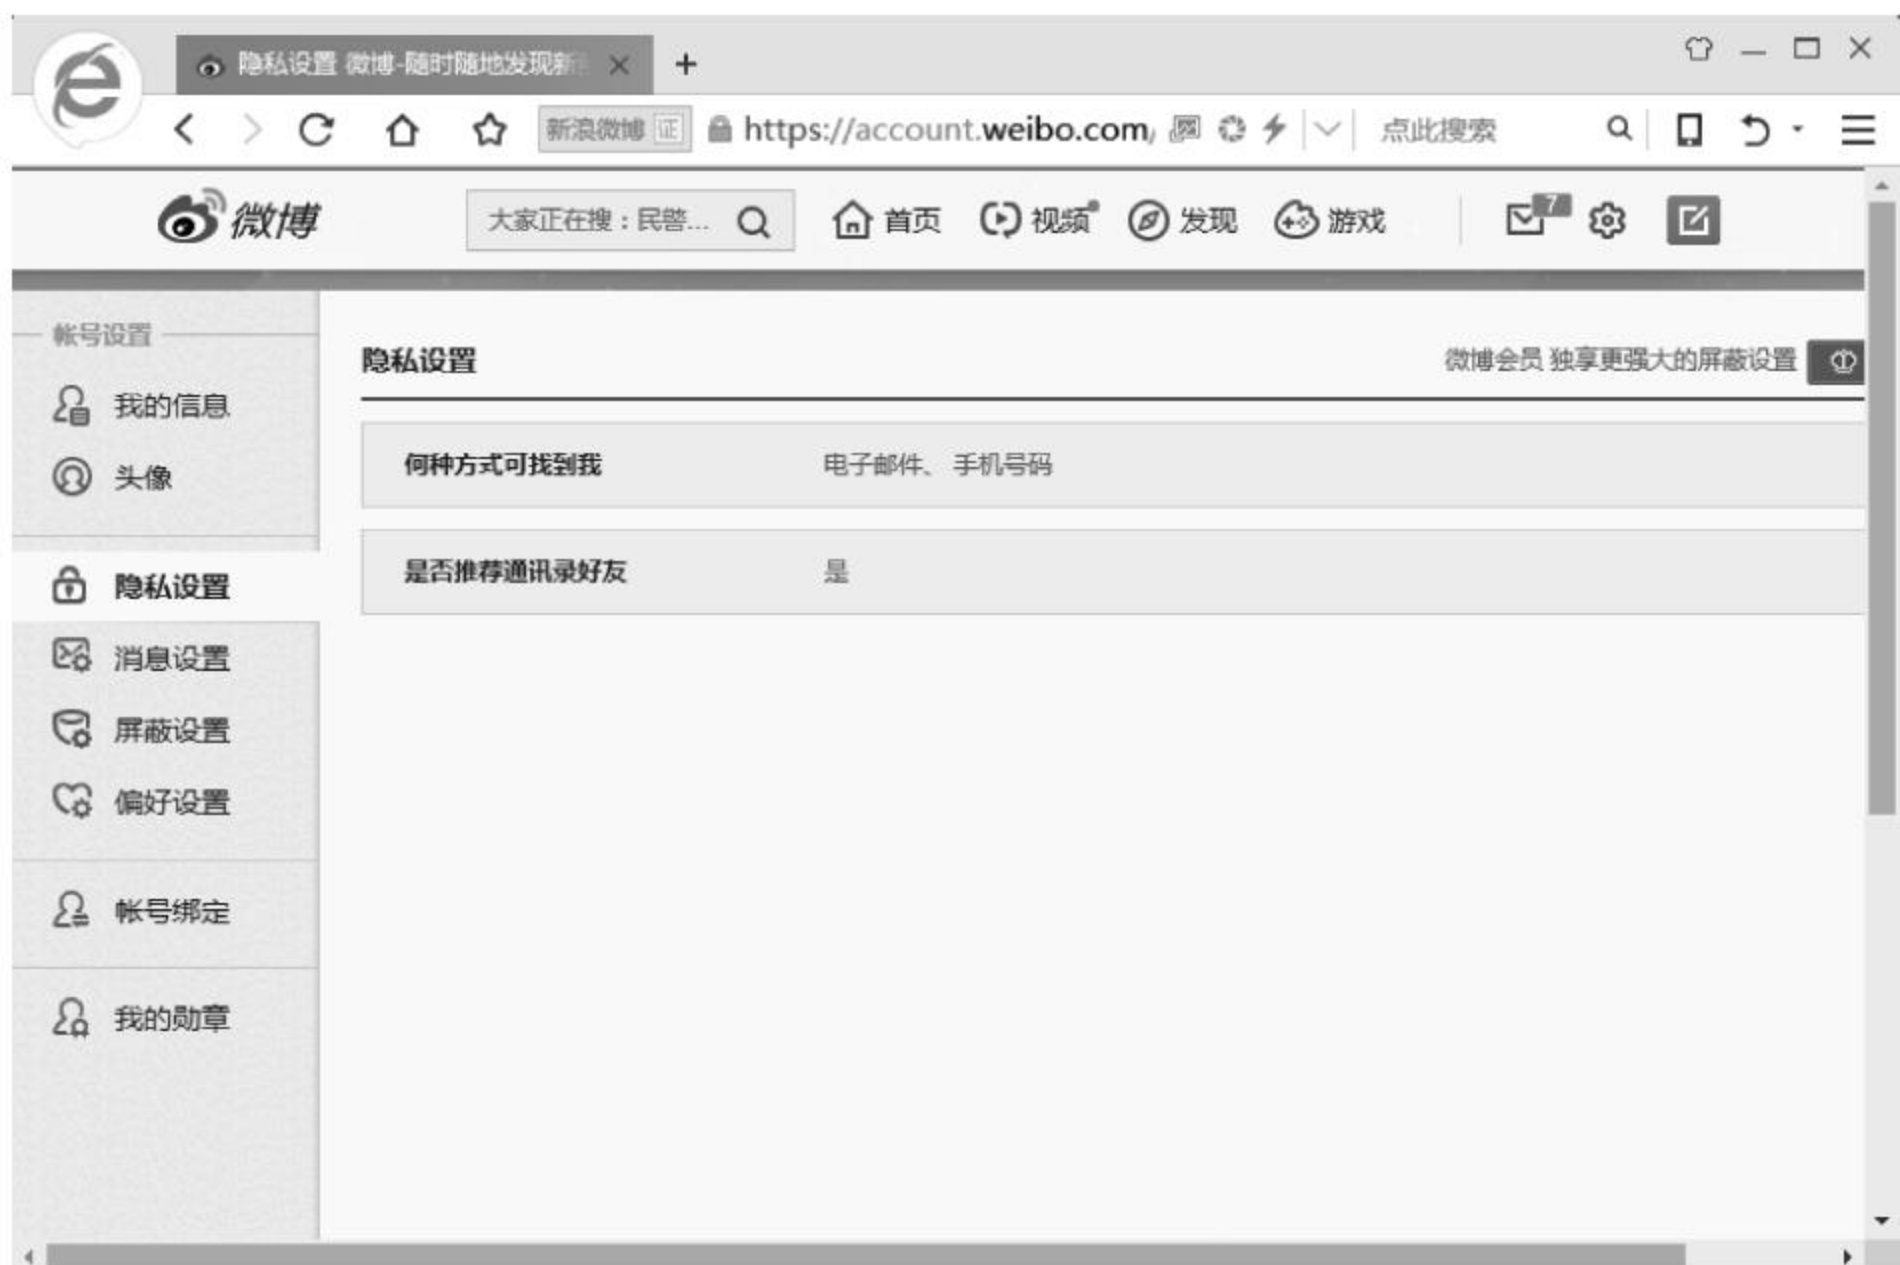 隐私设置 微博-随时随地发现新
新浪微博 证 https://account.weibo.com/ 点此搜索
微博 大家正在搜：民警... 首页 视频 发现 游戏 7
帐号设置
我的信息
头像
隐私设置
消息设置
屏蔽设置
偏好设置
帐号绑定
我的勋章
隐私设置 微博会员 独享更强大的屏蔽设置
何种方式可找到我 电子邮件、 手机号码
是否推荐通讯录好友 是